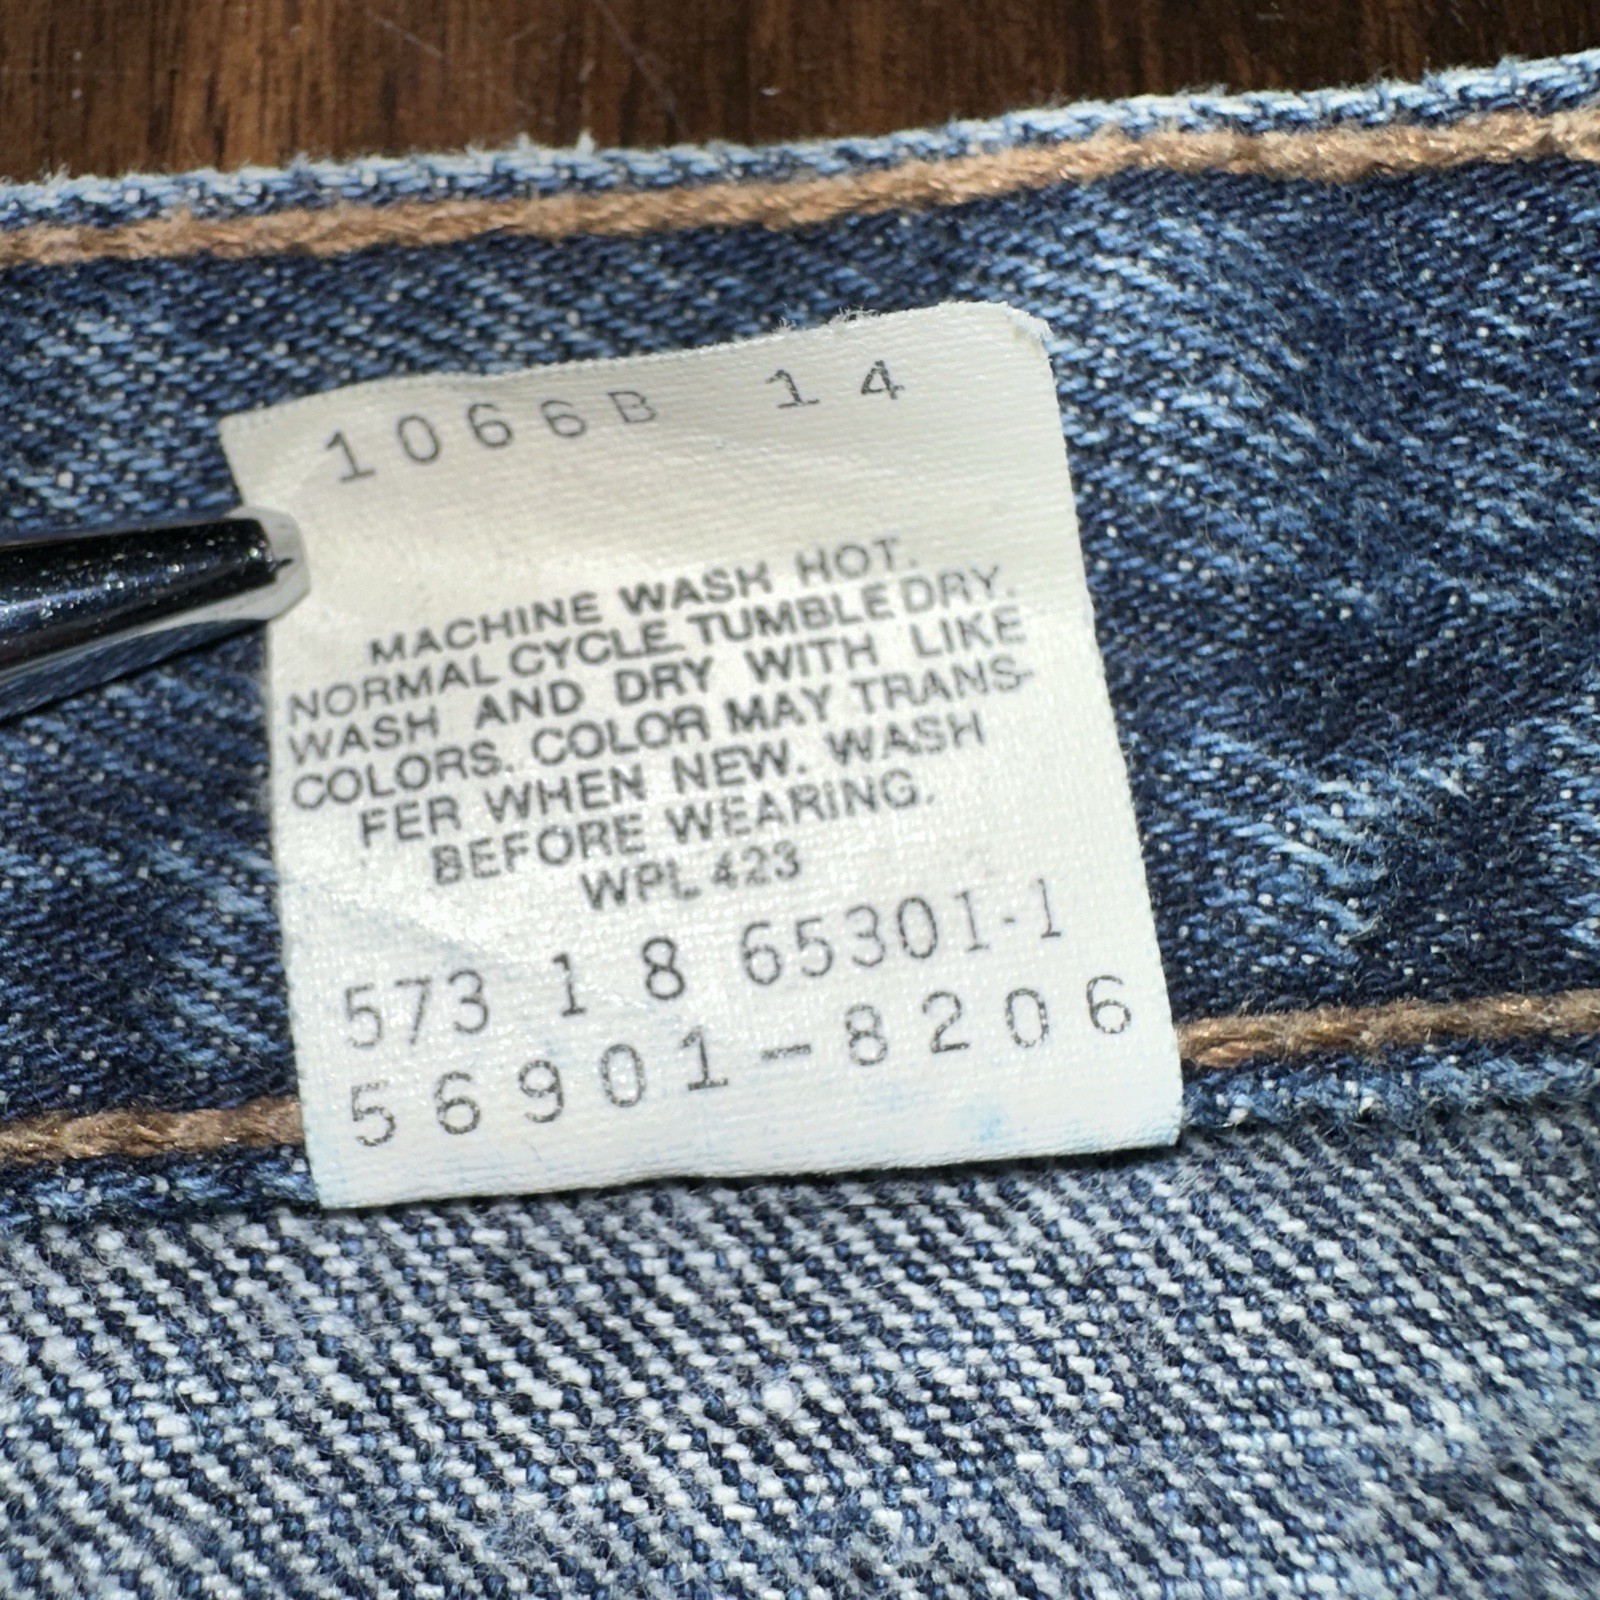 1066B 14
MACHINE WASH HOT.
NORMAL CYCLE TUMBLE DRY.
WASH AND DRY WITH LIKE
COLORS. COLOR MAY TRANS-
FER WHEN NEW. WASH
BEFORE WEARING.
WPL 423
573 1 8 65301-1
56901-8206